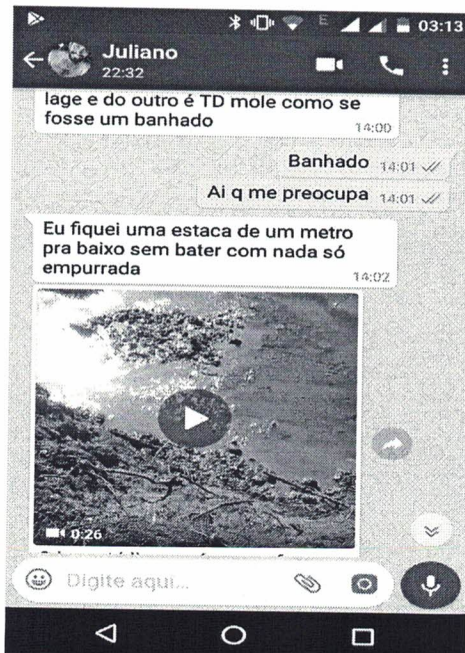 E 03:13
Juliano
22:32
lage e do outro é TD mole como se
fosse um banhado
14:00
Banhado 14:01
Ai q me preocupa 14:01
Eu fiquei uma estaca de um metro
pra baixo sem bater com nada só
empurrada
14:02
0:26
Digite aqui...